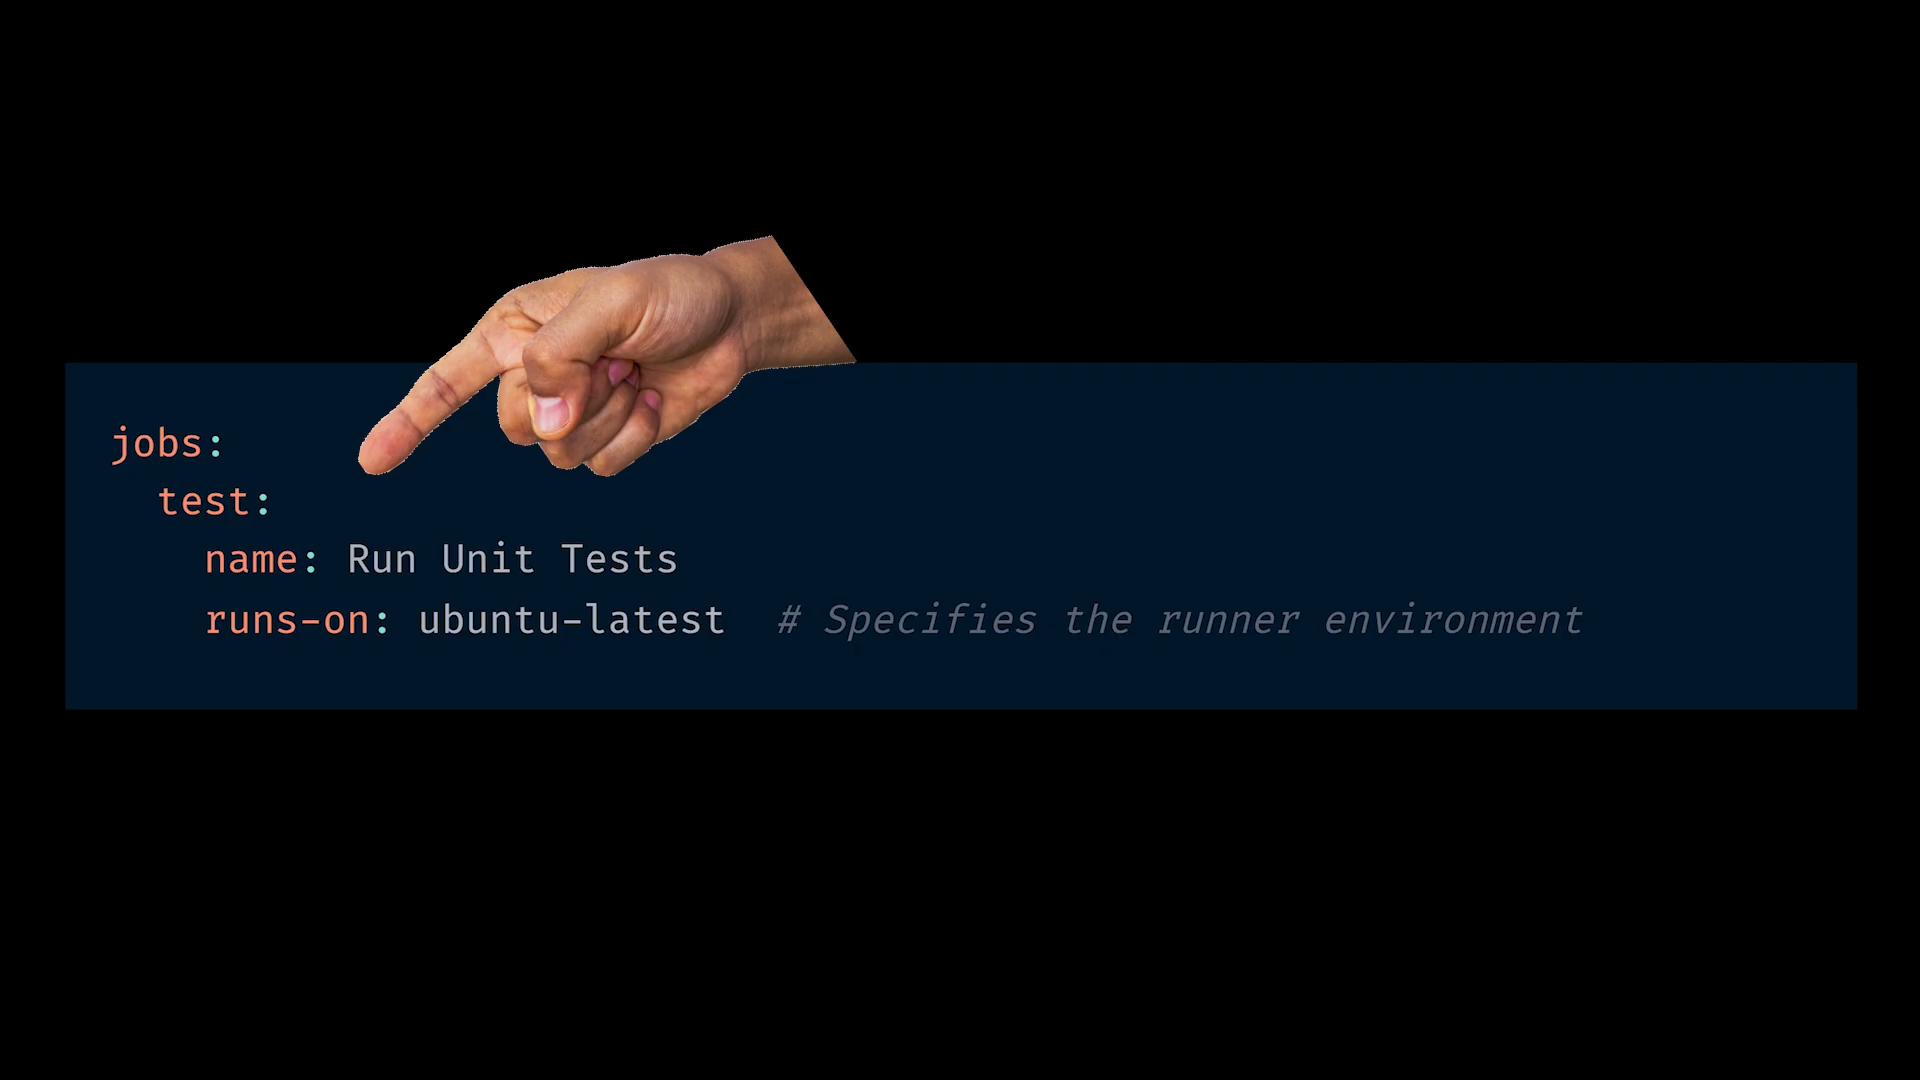 jobs:
test:
name: Run Unit Tests
runs-on: ubuntu-latest # Specifies the runner environment